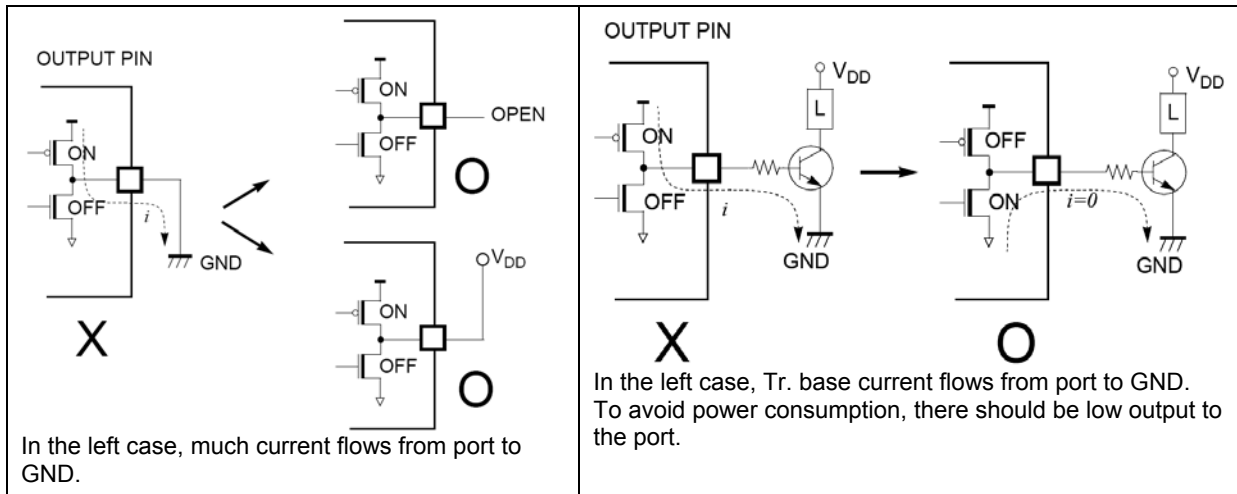 OUTPUT PIN
ON
OFF
i
GND
X
ON
OFF
OPEN
O
VDD
ON
OFF
O
In the left case, much current flows from port to
GND.
OUTPUT PIN
VDD
L
ON
OFF
i
GND
X
VDD
L
OFF
ON
i=0
GND
O
In the left case, Tr. base current flows from port to GND.
To avoid power consumption, there should be low output to
the port.